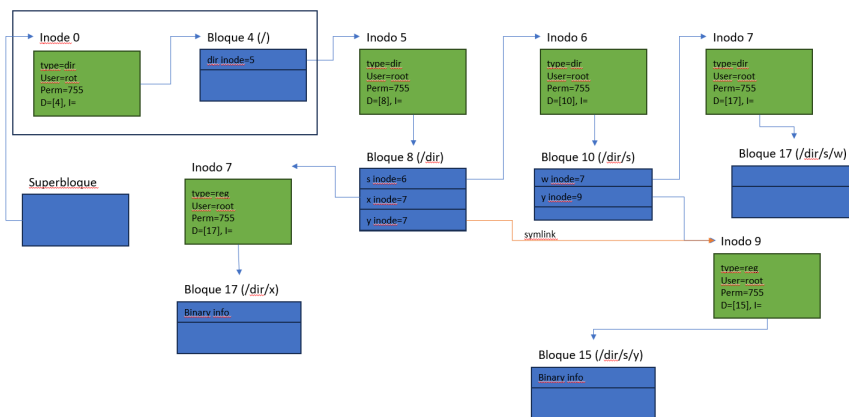 Inode 0
type=dir
User=rot
Perm=755
D=[4], I=
Bloque 4 (/)
dir inode=5
Inodo 5
type=dir
User=root
Perm=755
D=[8], I=
Inodo 6
type=dir
User=root
Perm=755
D=[10], I=
Inodo 7
type=dir
User=root
Perm=755
D=[17], I=
Bloque 8 (/dir)
s inode=6
x inode=7
y inode=7
Bloque 10 (/dir/s)
w inode=7
y inode=9
Bloque 17 (/dir/s/w)
Superbloque
Inodo 7
type=reg
User=root
Perm=755
D=[17], I=
symlink
Inodo 9
type=reg
User=root
Perm=755
D=[15], I=
Bloque 17 (/dir/x)
Binary info
Bloque 15 (/dir/s/y)
Binary info